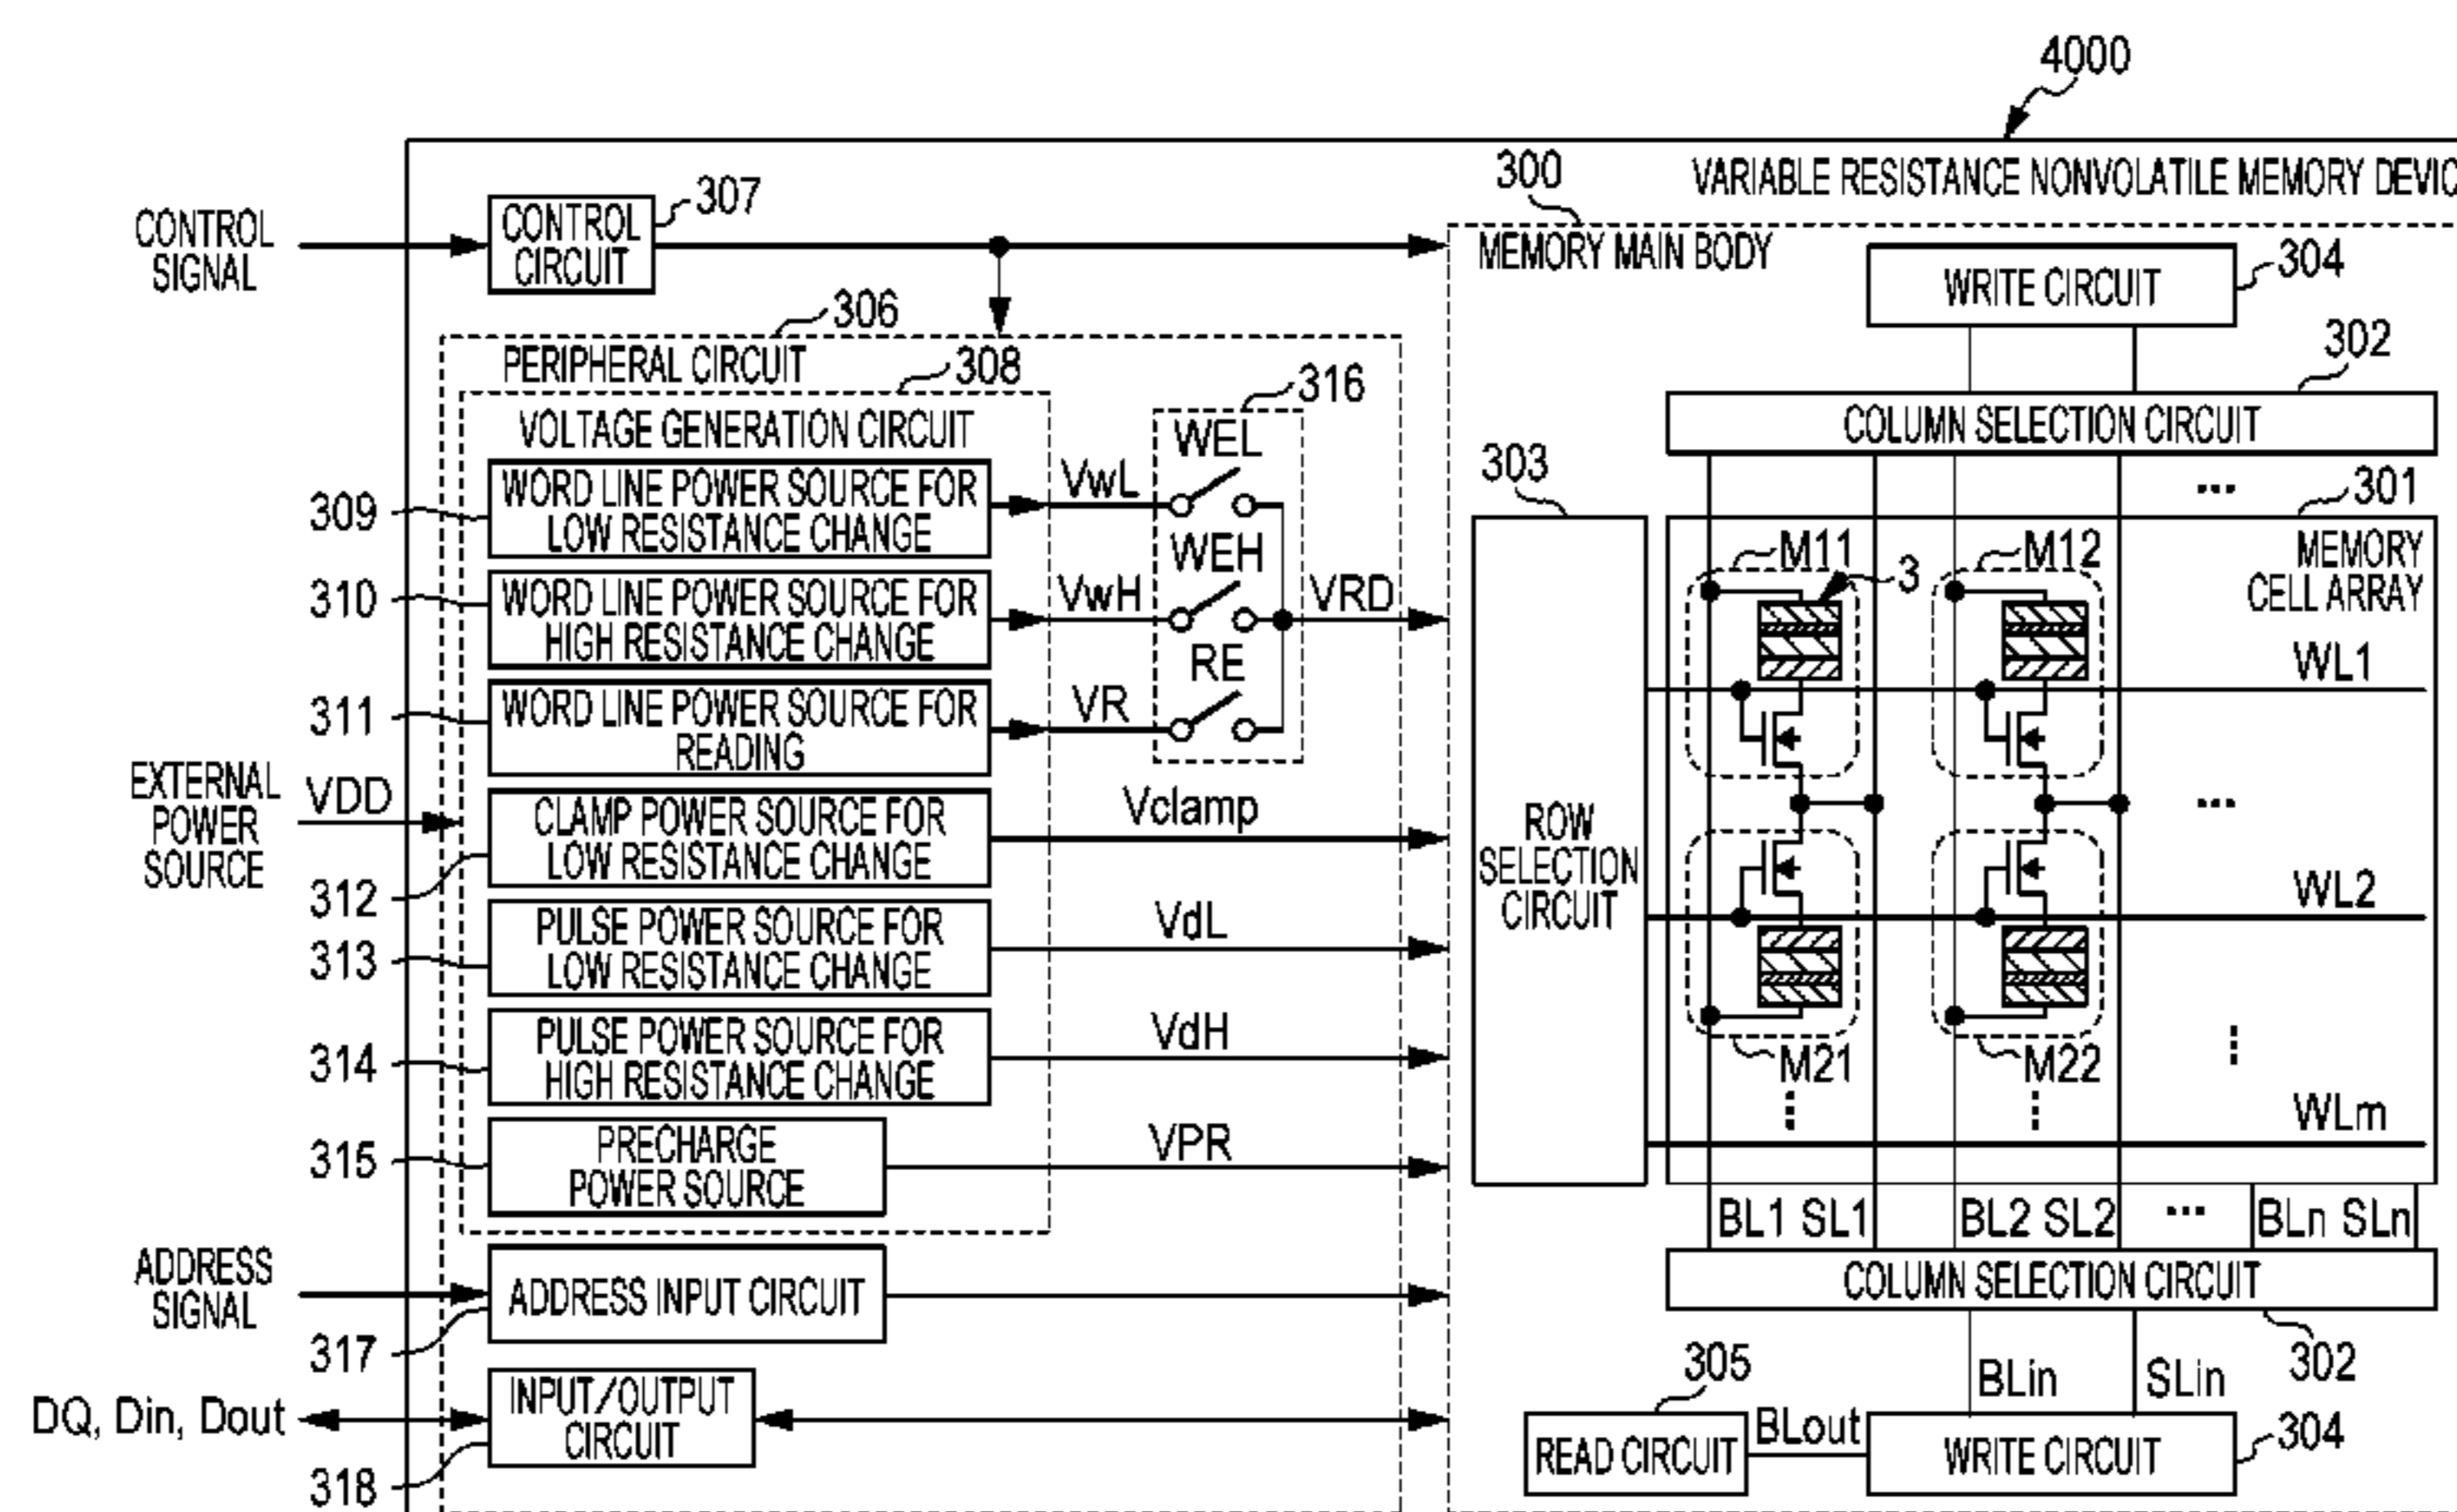 4000
VARIABLE RESISTANCE NONVOLATILE MEMORY DEVIC
300
MEMORY MAIN BODY
CONTROL
SIGNAL
CONTROL
CIRCUIT
307
WRITE CIRCUIT
304
306
PERIPHERAL CIRCUIT
308
302
COLUMN SELECTION CIRCUIT
VOLTAGE GENERATION CIRCUIT
316
309
WORD LINE POWER SOURCE FOR
LOW RESISTANCE CHANGE
VwL
WEL
310
WORD LINE POWER SOURCE FOR
HIGH RESISTANCE CHANGE
VwH
WEH
VRD
311
WORD LINE POWER SOURCE FOR
READING
VR
RE
EXTERNAL
POWER
SOURCE
VDD
312
CLAMP POWER SOURCE FOR
LOW RESISTANCE CHANGE
Vclamp
313
PULSE POWER SOURCE FOR
LOW RESISTANCE CHANGE
VdL
314
PULSE POWER SOURCE FOR
HIGH RESISTANCE CHANGE
VdH
315
PRECHARGE
POWER SOURCE
VPR
303
ROW
SELECTION
CIRCUIT
...
301
MEMORY
CELL ARRAY
M11
3
M12
WL1
...
WL2
M21
M22
WLm
BL1 SL1
BL2 SL2
...
BLn SLn
COLUMN SELECTION CIRCUIT
302
ADDRESS
SIGNAL
ADDRESS INPUT CIRCUIT
317
DQ, Din, Dout
INPUT/OUTPUT
CIRCUIT
318
305
READ CIRCUIT
BLout
BLin
SLin
WRITE CIRCUIT
304